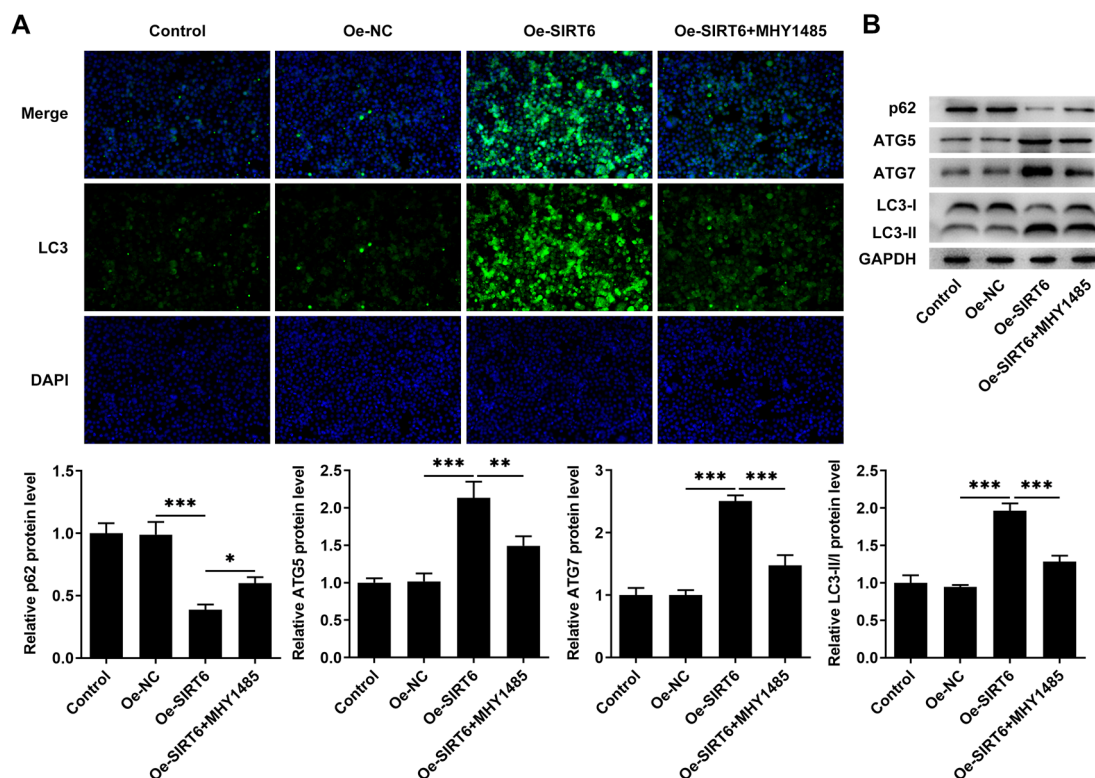 A
Control Oe-NC Oe-SIRT6 Oe-SIRT6+MHY1485
Merge
LC3
DAPI
B
p62
ATG5
ATG7
LC3-I
LC3-II
GAPDH
Control Oe-NC Oe-SIRT6 Oe-SIRT6+MHY1485
Relative p62 protein level
1.5
1.0
0.5
0.0
***
*
Control Oe-NC Oe-SIRT6 Oe-SIRT6+MHY1485
Relative ATG5 protein level
2.5
2.0
1.5
1.0
0.5
0.0
*** **
Control Oe-NC Oe-SIRT6 Oe-SIRT6+MHY1485
Relative ATG7 protein level
3
2
1
0
*** ***
Control Oe-NC Oe-SIRT6 Oe-SIRT6+MHY1485
Relative LC3-II/I protein level
2.5
2.0
1.5
1.0
0.5
0.0
*** ***
Control Oe-NC Oe-SIRT6 Oe-SIRT6+MHY1485